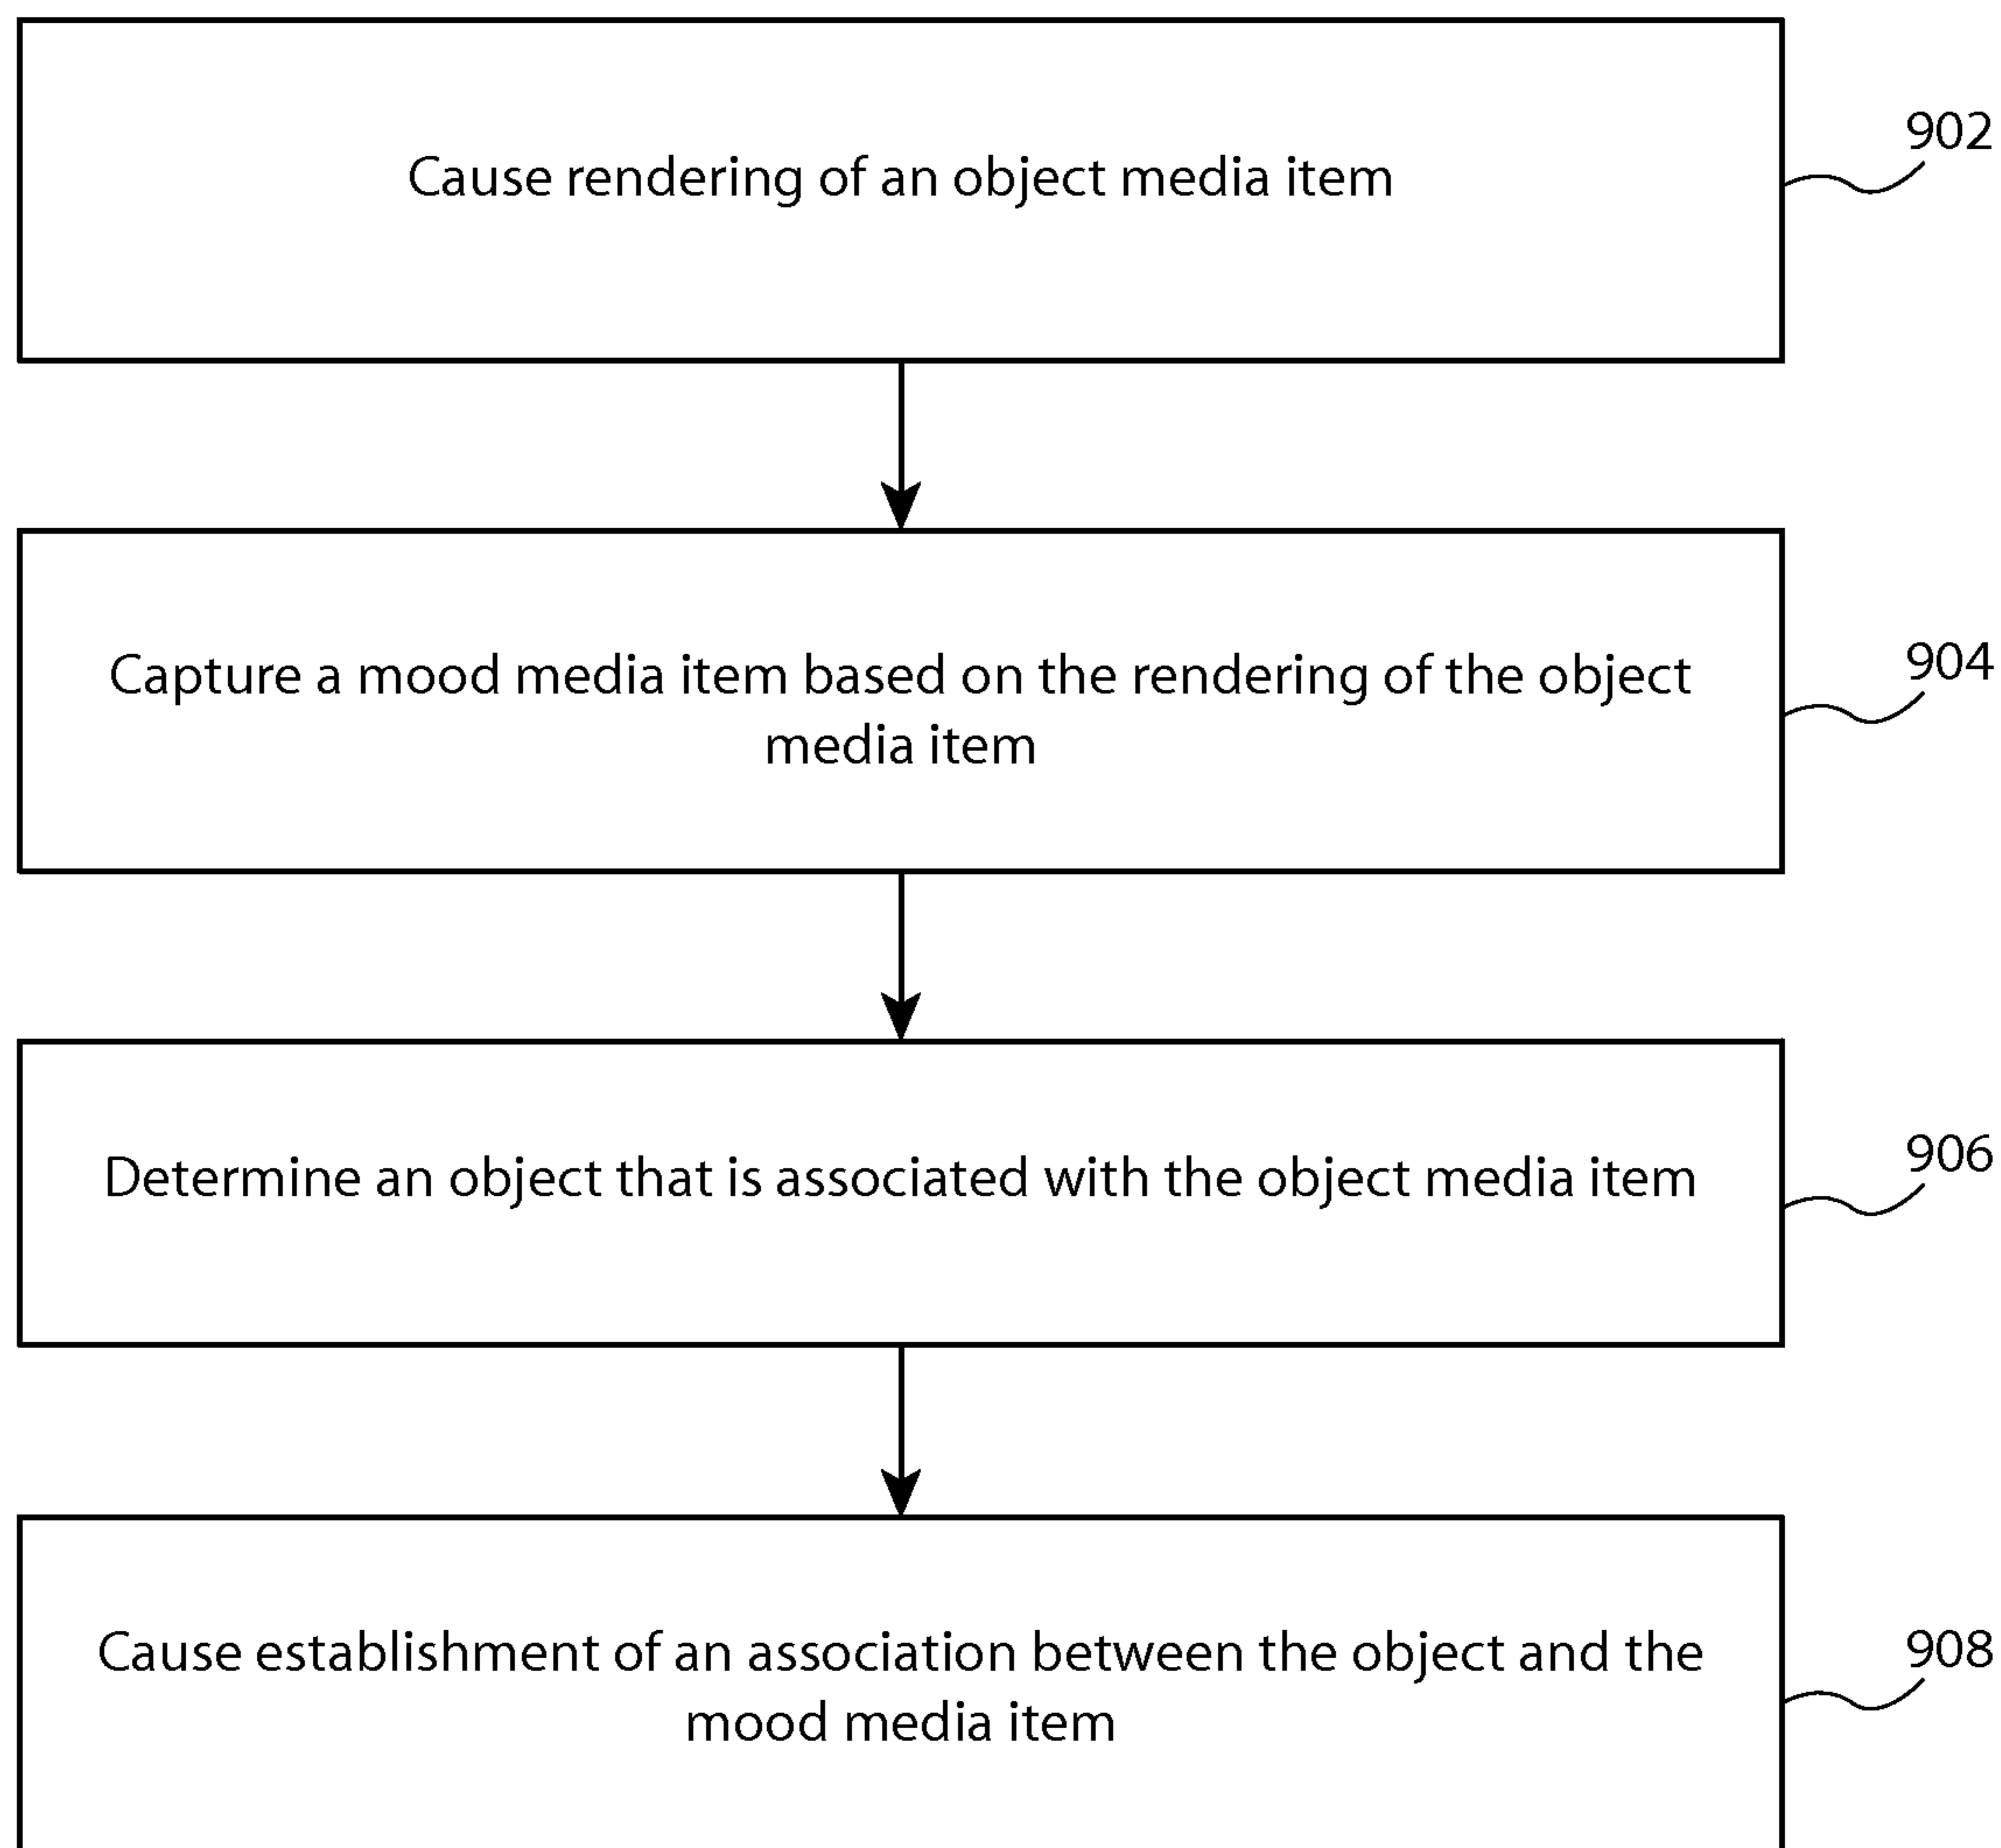 Cause rendering of an object media item
902
Capture a mood media item based on the rendering of the object
media item
904
Determine an object that is associated with the object media item
906
Cause establishment of an association between the object and the
mood media item
908